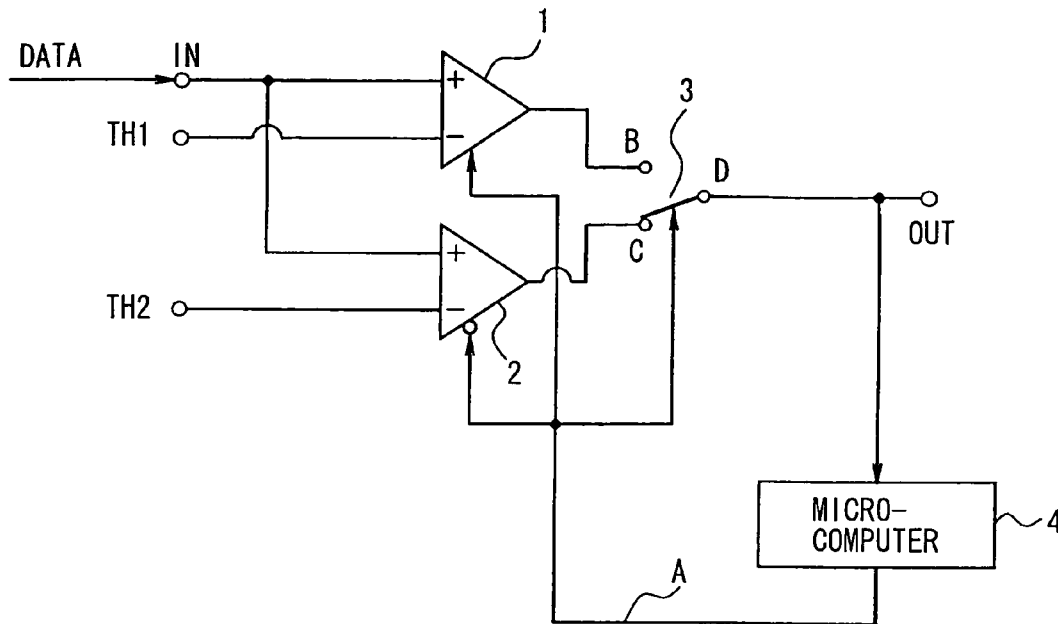 DATA
IN
1
+
−
TH1
B
3
D
C
OUT
+
−
TH2
2
MICRO-
COMPUTER
4
A